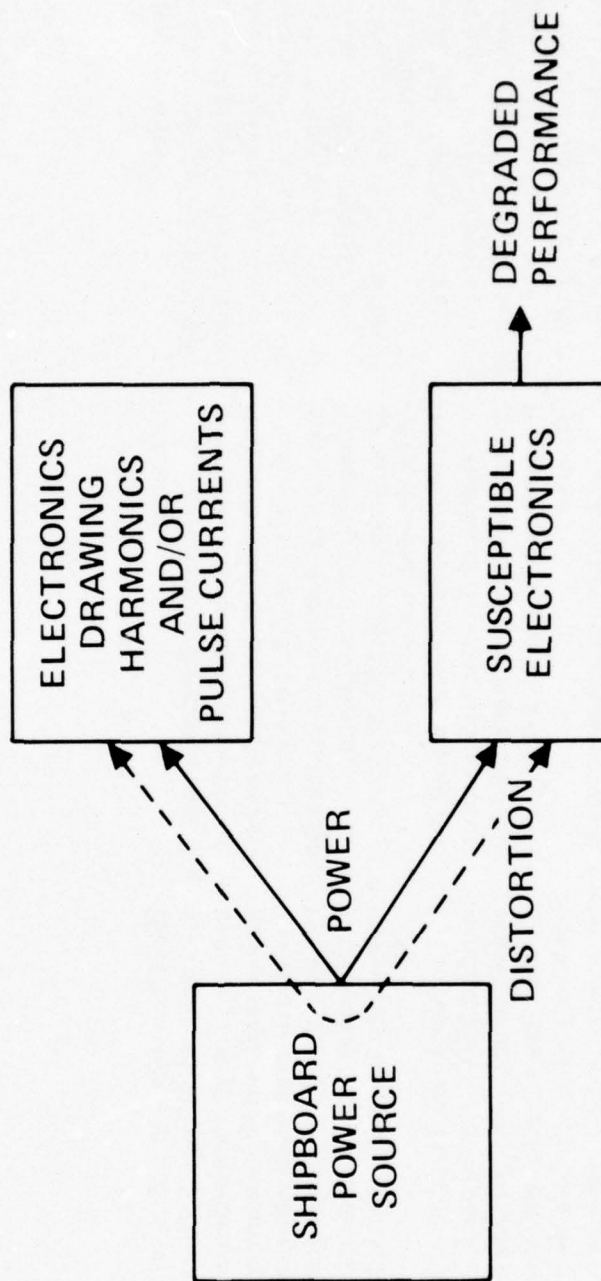 SHIPBOARD
POWER
SOURCE
POWER
DISTORTION
ELECTRONICS
DRAWING
HARMONICS
AND/OR
PULSE CURRENTS
SUSCEPTIBLE
ELECTRONICS
DEGRADED
PERFORMANCE